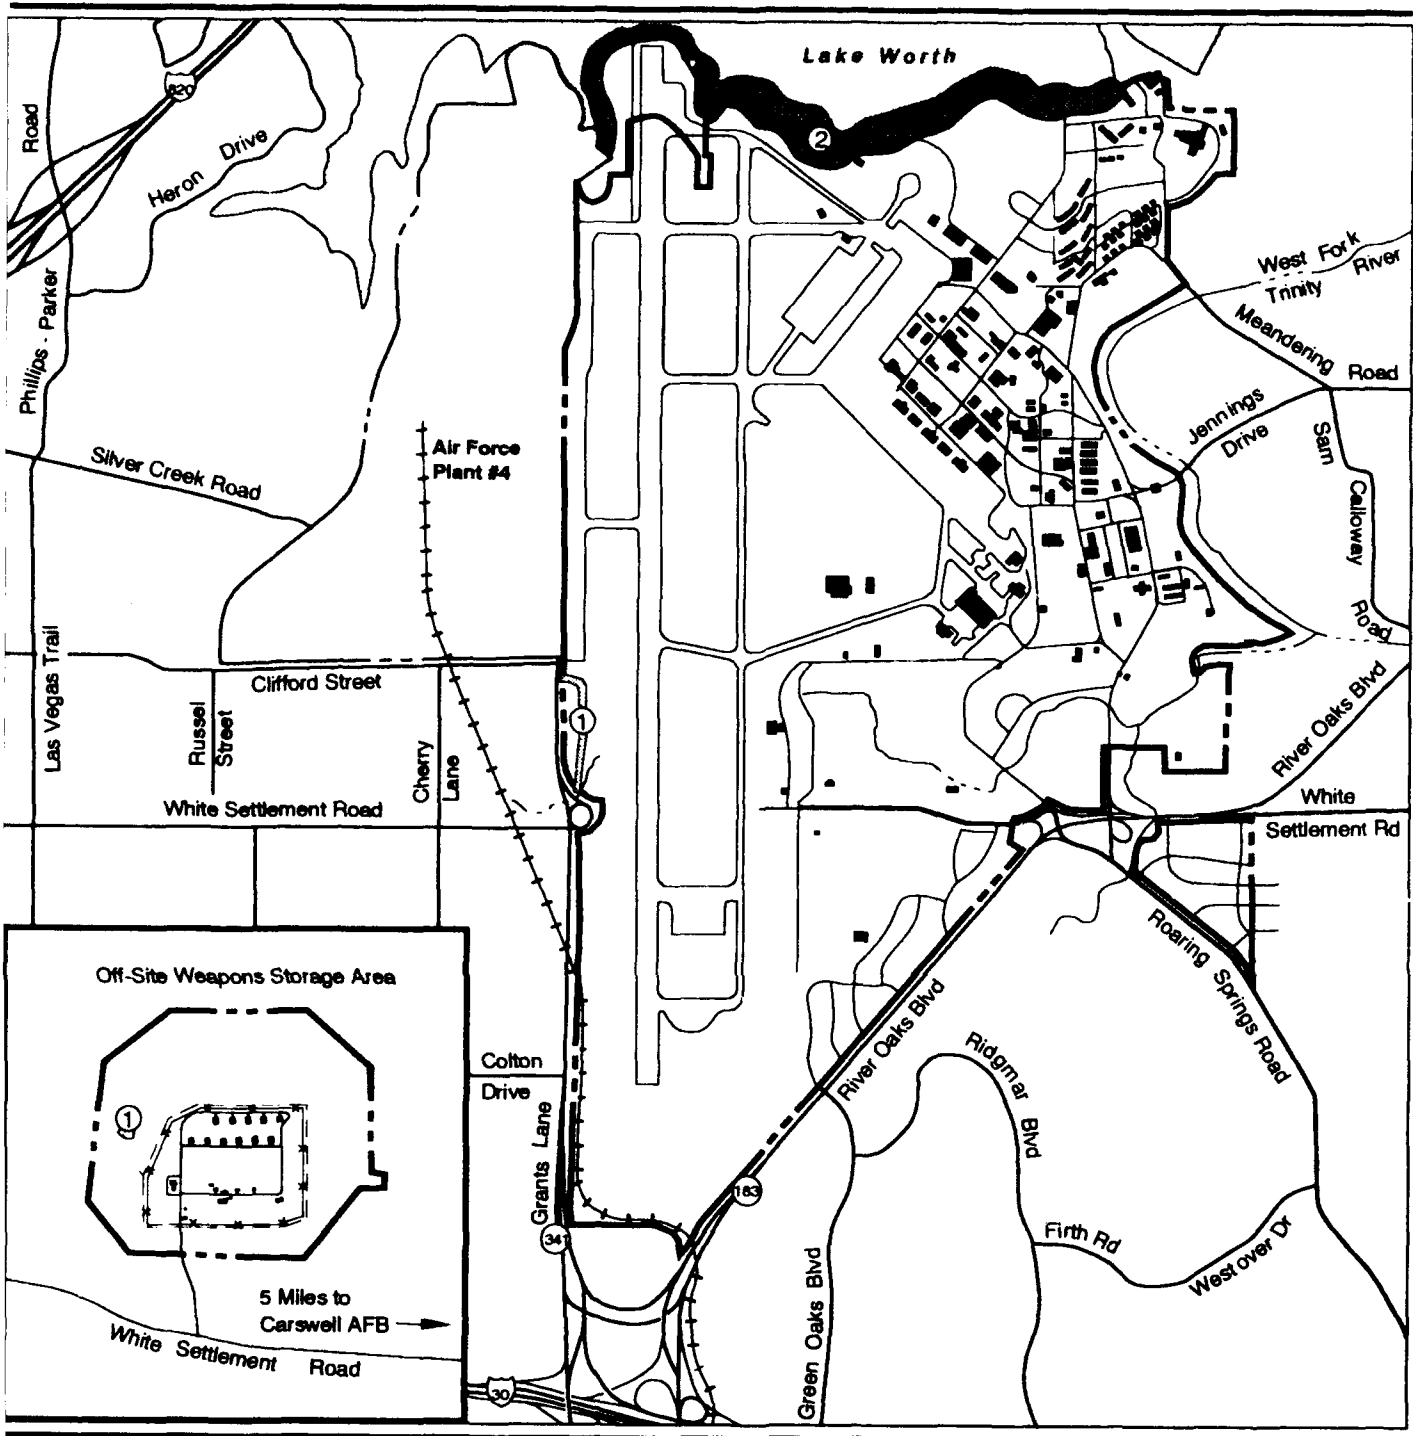 Lake Worth
820
Road
Heron Drive
2
West Fork
Trinity
River
Phillips - Parker
Meandering
Road
Road
Jennings
Drive
Sam
Calloway
Road
Air Force
Plant #4
Silver Creek Road
Las Vegas Trail
Clifford Street
Russel
Street
Cherry
Lane
1
River Oaks Blvd
White Settlement Road
White
Settlement Rd
Roaring Springs Road
Off-Site Weapons Storage Area
1
5 Miles to
Carswell AFB
White Settlement Road
Colton
Drive
Grants Lane
341
183
River Oaks Blvd
Ridgmar Blvd
Firth Rd
Westover Dr
Green Oaks Blvd
30